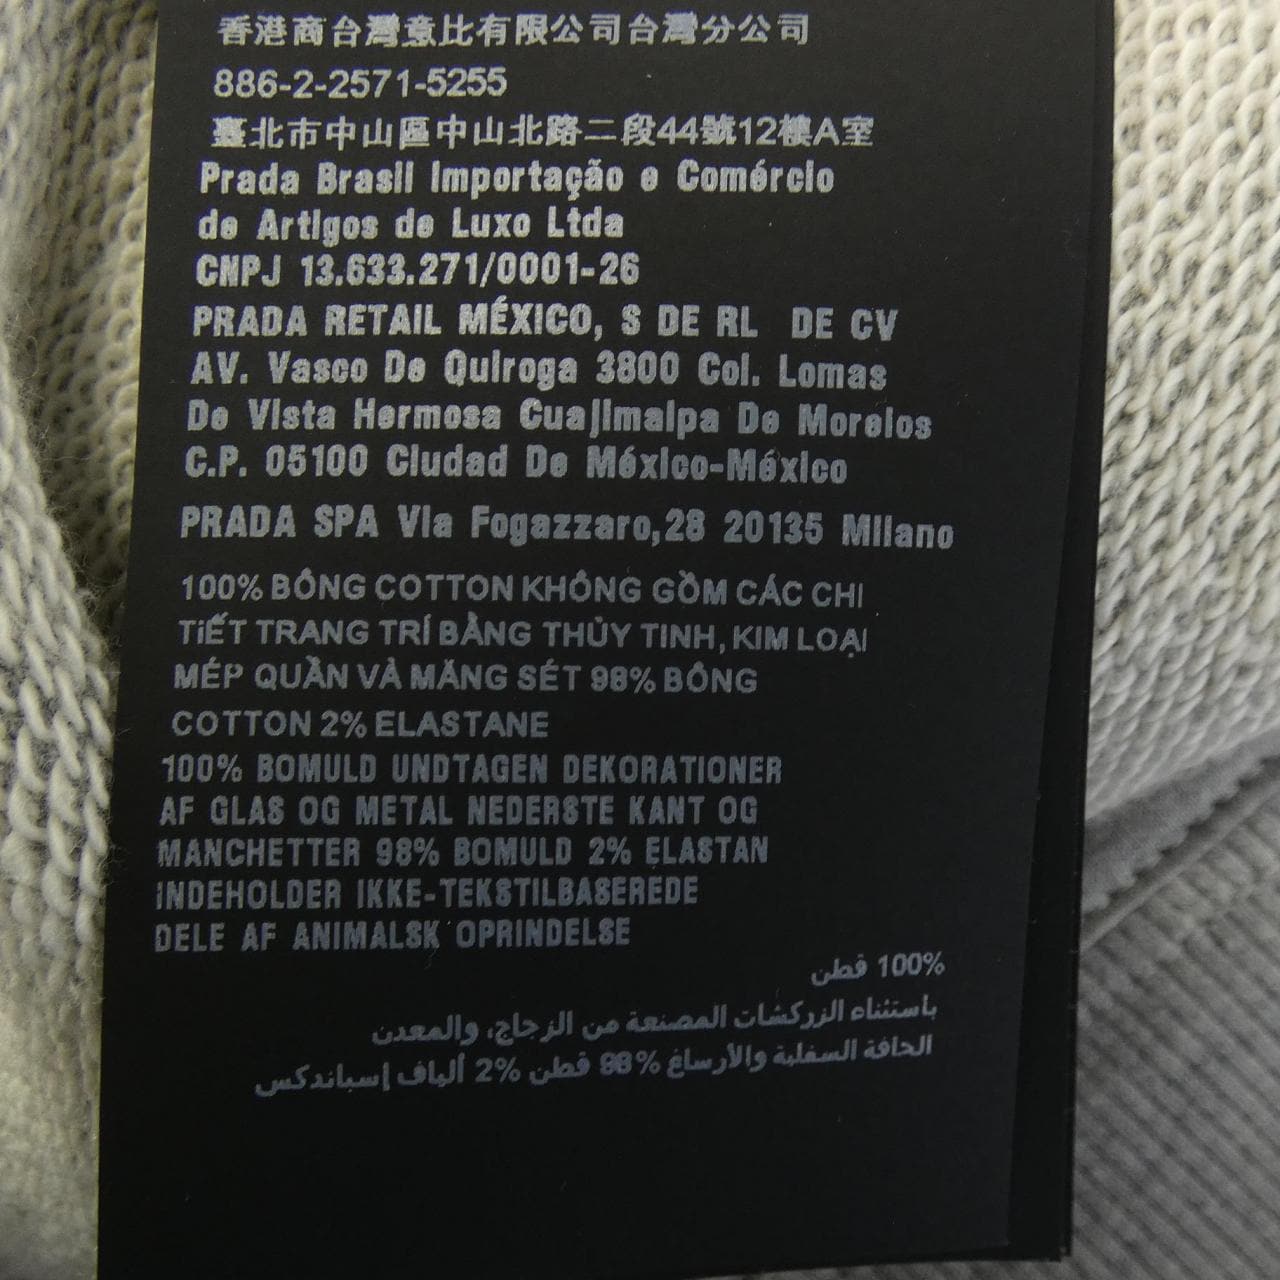 香港商台灣意比有限公司台灣分公司
886-2-2571-5255
臺北市中山區中山北路二段44號12樓A室
Prada Brasil Importação e Comércio
de Artigos de Luxo Ltda
CNPJ 13.633.271/0001-26
PRADA RETAIL MÉXICO, S DE RL DE CV
AV. Vasco De Quiroga 3800 Col. Lomas
De Vista Hermosa Cuajimalpa De Morelos
C.P. 05100 Ciudad De México-México
PRADA SPA Via Fogazzaro,28 20135 Milano
100% BÔNG COTTON KHÔNG GỒM CÁC CHI
TIẾT TRANG TRÍ BẰNG THỦY TINH, KIM LOẠI
MÉP QUẦN VÀ MĂNG SÉT 98% BÔNG
COTTON 2% ELASTANE
100% BOMULD UNDTAGEN DEKORATIONER
AF GLAS OG METAL NEDERSTE KANT OG
MANCHETTER 98% BOMULD 2% ELASTAN
INDEHOLDER IKKE-TEKSTILBASEREDE
DELE AF ANIMALSK OPRINDELSE
100% قطن
بأستثناء الزركشات المصنعة من الزجاج، والمعدن
الحافة السفلية والأرساغ 98% قطن 2% ألياف إسباندكس